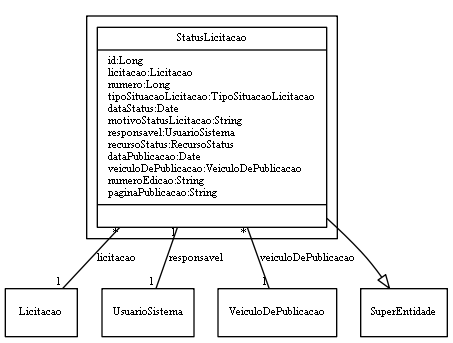 StatusLicitacao
id:Long
licitacao:Licitacao
numero:Long
tipoSituacaoLicitacao:TipoSituacaoLicitacao
dataStatus:Date
motivoStatusLicitacao:String
responsavel:UsuarioSistema
recursoStatus:RecursoStatus
dataPublicacao:Date
veiculoDePublicacao:VeiculoDePublicacao
numeroEdicao:String
paginaPublicacao:String
* 1 *
licitacao responsavel veiculoDePublicacao
1 1 1
Licitacao UsuarioSistema VeiculoDePublicacao SuperEntidade